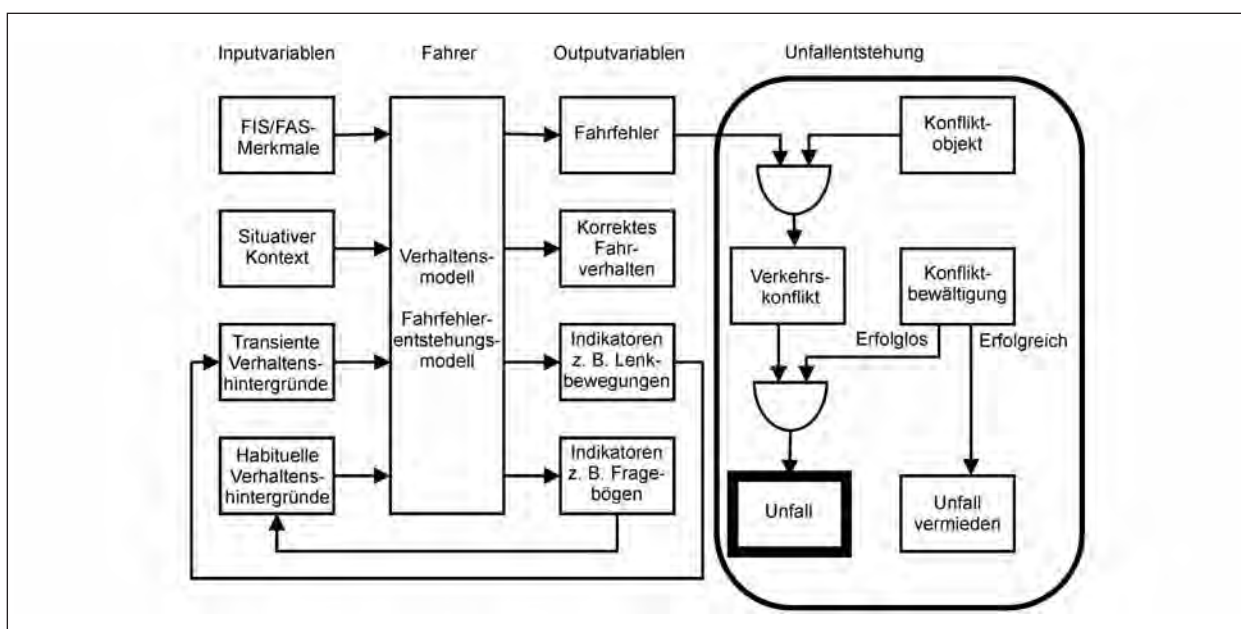 Inputvariablen
Fahrer
Outputvariablen
Unfallentstehung
FIS/FAS-
Merkmale
Situativer
Kontext
Transiente
Verhaltens-
hintergründe
Habituelle
Verhaltens-
hintergründe
Verhaltens-
modell
Fahrfehler-
entstehungs-
modell
Fahrfehler
Korrektes
Fahr-
verhalten
Indikatoren
z. B. Lenk-
bewegungen
Indikatoren
z. B. Frage-
bögen
Konflikt-
objekt
Verkehrs-
konflikt
Konflikt-
bewältigung
Erfolglos
Erfolgreich
Unfall
Unfall
vermieden